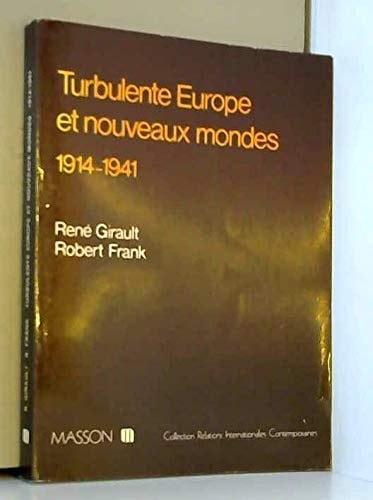 Turbulente Europe
et nouveaux mondes
1914-1941
René Girault
Robert Frank
MASSON
Collection Relations Internationales Contemporaines